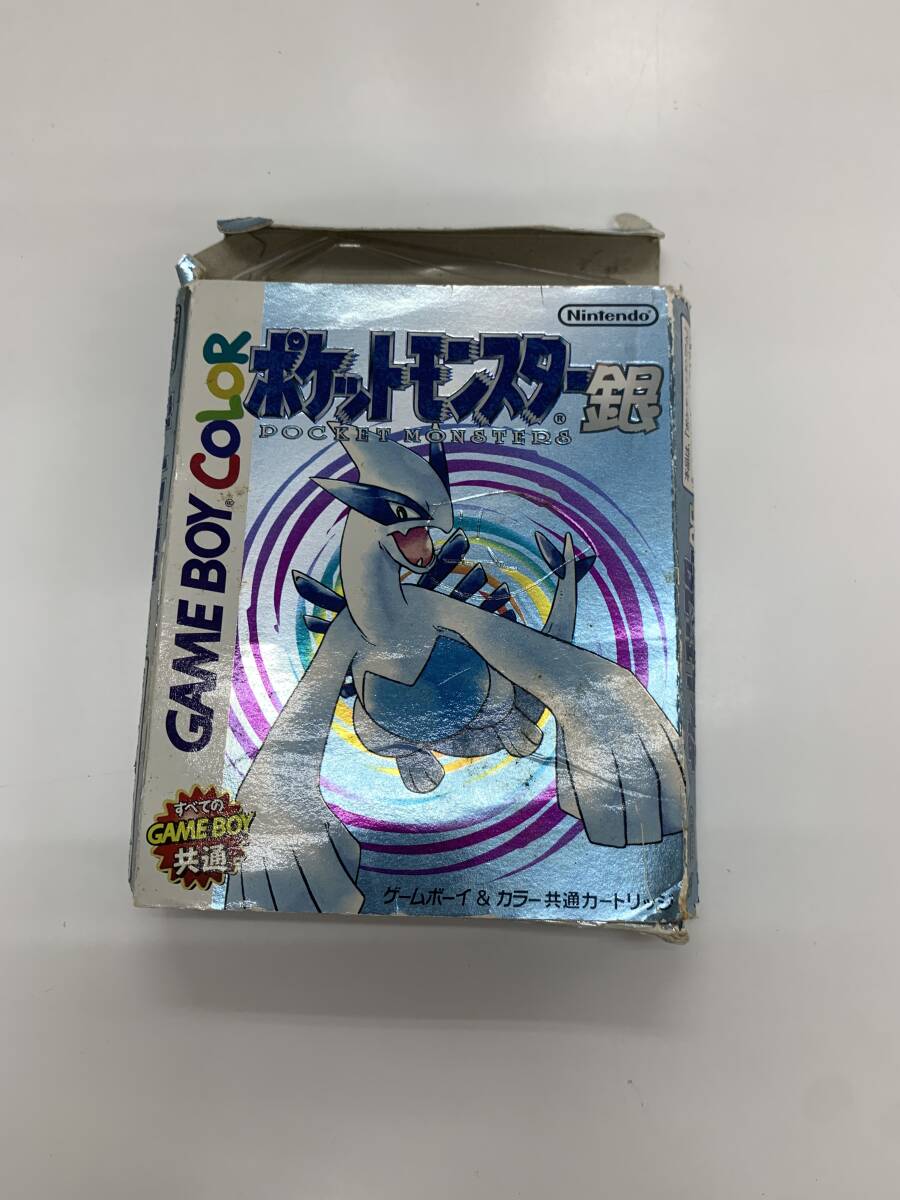 Nintendo®
ポケットモンスター銀
®
POCKET MONSTERS
GAME BOY COLOR
®
すべての
GAME BOY
共通
ゲームボーイ & カラー共通カートリッジ